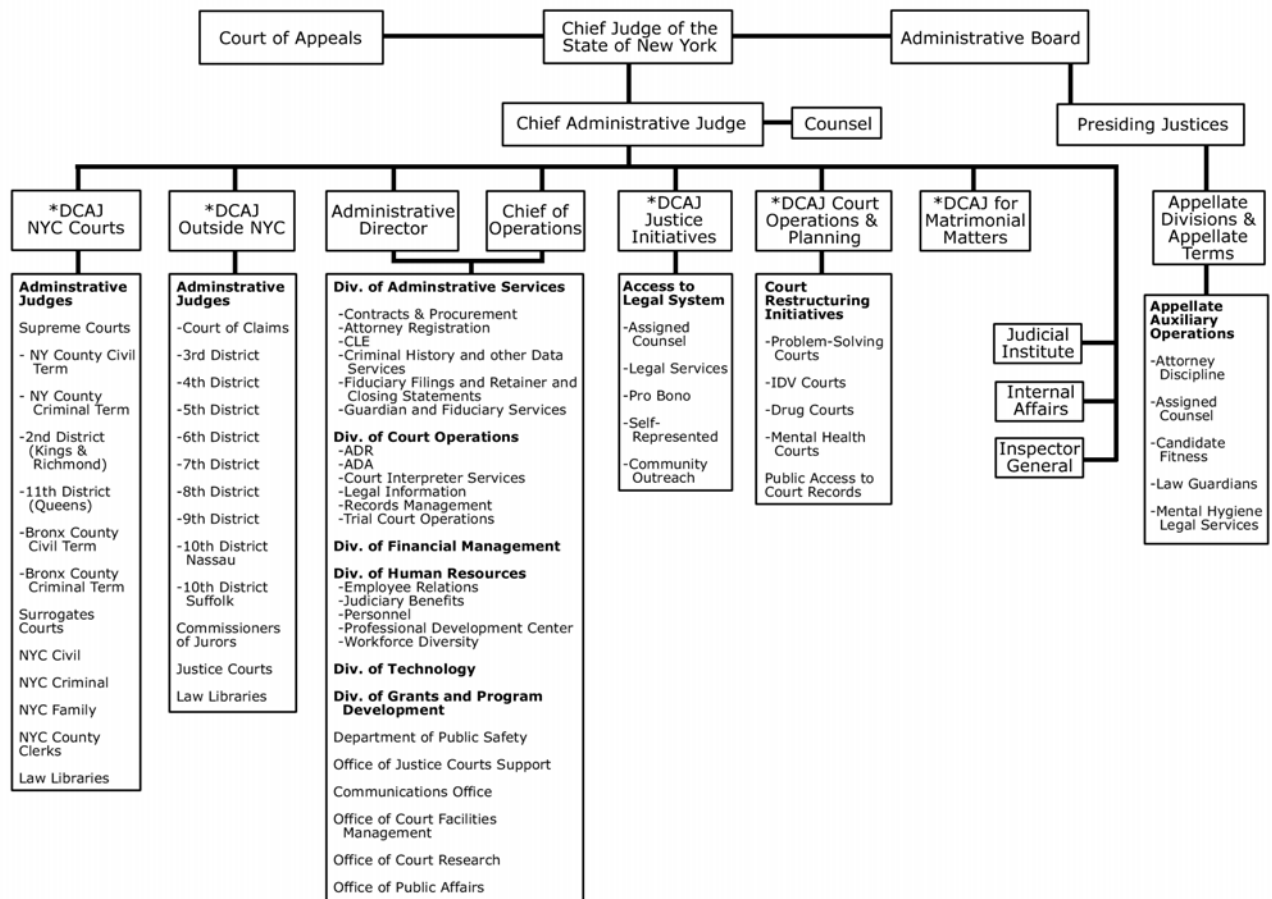 Court of Appeals
Chief Judge of the
State of New York
Administrative Board
Chief Administrative Judge
Counsel
Presiding Justices
*DCAJ
NYC Courts
*DCAJ
Outside NYC
Administrative
Director
Chief of
Operations
*DCAJ
Justice
Initiatives
*DCAJ Court
Operations &
Planning
*DCAJ for
Matrimonial
Matters
Appellate
Divisions &
Appellate
Terms
Adminstrative
Judges
Supreme Courts
- NY County Civil
Term
- NY County
Criminal Term
-2nd District
(Kings &
Richmond)
-11th District
(Queens)
-Bronx County
Civil Term
-Bronx County
Criminal Term
Surrogates
Courts
NYC Civil
NYC Criminal
NYC Family
NYC County
Clerks
Law Libraries
Adminstrative
Judges
-Court of Claims
-3rd District
-4th District
-5th District
-6th District
-7th District
-8th District
-9th District
-10th District
Nassau
-10th District
Suffolk
Commissioners
of Jurors
Justice Courts
Law Libraries
Div. of Adminstrative Services
-Contracts & Procurement
-Attorney Registration
-CLE
-Criminal History and other Data
Services
-Fiduciary Filings and Retainer and
Closing Statements
-Guardian and Fiduciary Services
Div. of Court Operations
-ADR
-ADA
-Court Interpreter Services
-Legal Information
-Records Management
-Trial Court Operations
Div. of Financial Management
Div. of Human Resources
-Employee Relations
-Judiciary Benefits
-Personnel
-Professional Development Center
-Workforce Diversity
Div. of Technology
Div. of Grants and Program
Development
Department of Public Safety
Office of Justice Courts Support
Communications Office
Office of Court Facilities
Management
Office of Court Research
Office of Public Affairs
Access to
Legal System
-Assigned
Counsel
-Legal Services
-Pro Bono
-Self-
Represented
-Community
Outreach
Court
Restructuring
Initiatives
-Problem-Solving
Courts
-IDV Courts
-Drug Courts
-Mental Health
Courts
Public Access to
Court Records
Judicial
Institute
Internal
Affairs
Inspector
General
Appellate
Auxiliary
Operations
-Attorney
Discipline
-Assigned
Counsel
-Candidate
Fitness
-Law Guardians
-Mental Hygiene
Legal Services